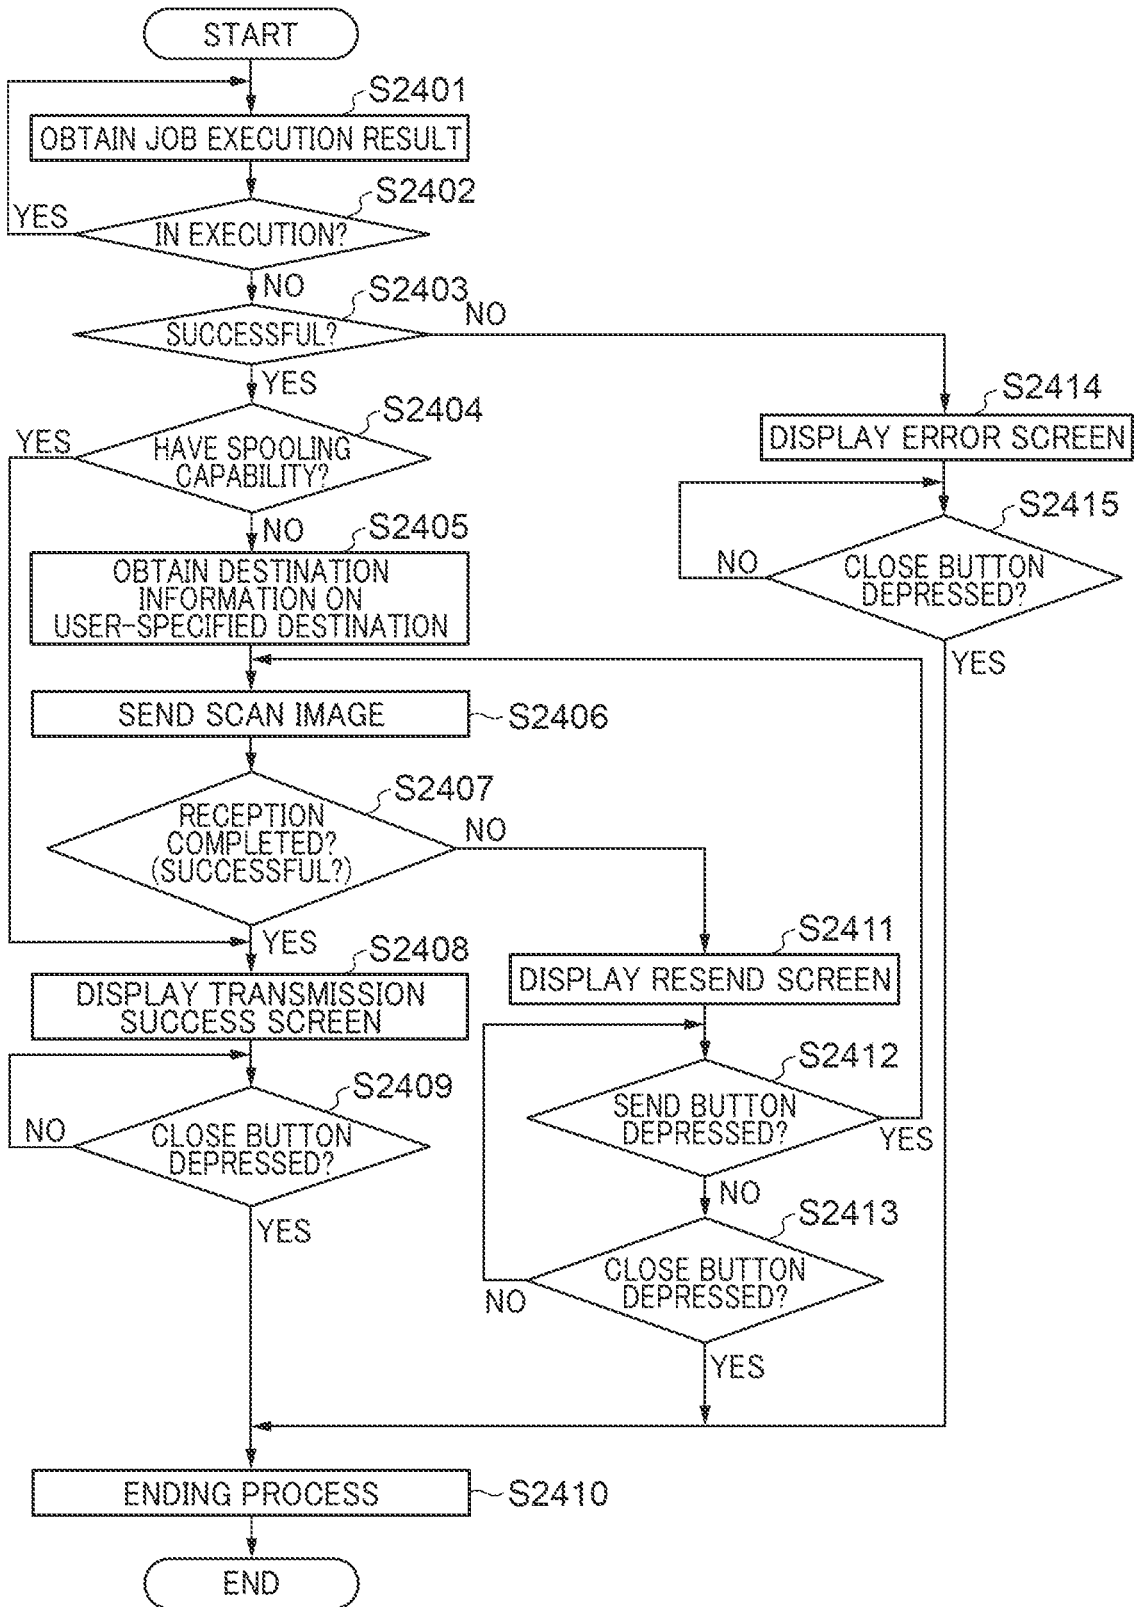 START
S2401
OBTAIN JOB EXECUTION RESULT
S2402
YES
IN EXECUTION?
NO
S2403
NO
SUCCESSFUL?
YES
S2404
YES
HAVE SPOOLING
CAPABILITY?
NO
S2405
OBTAIN DESTINATION
INFORMATION ON
USER-SPECIFIED DESTINATION
SEND SCAN IMAGE
S2406
S2407
RECEPTION
COMPLETED?
(SUCCESSFUL?)
NO
YES
S2408
DISPLAY TRANSMISSION
SUCCESS SCREEN
S2409
NO
CLOSE BUTTON
DEPRESSED?
YES
S2411
DISPLAY RESEND SCREEN
S2412
SEND BUTTON
DEPRESSED?
YES
NO
S2413
CLOSE BUTTON
DEPRESSED?
NO
YES
S2414
DISPLAY ERROR SCREEN
S2415
NO
CLOSE BUTTON
DEPRESSED?
YES
ENDING PROCESS
S2410
END